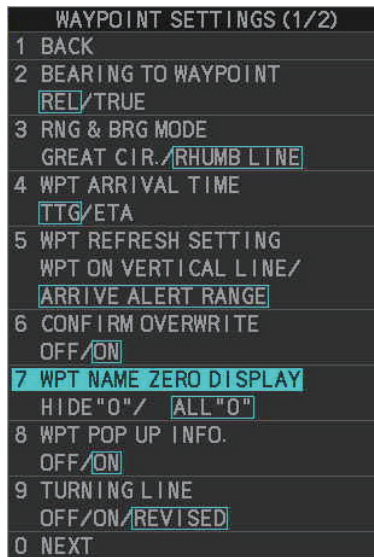 WAYPOINT SETTINGS (1/2)
1 BACK
2 BEARING TO WAYPOINT
REL/TRUE
3 RNG & BRG MODE
GREAT CIR./RHUMB LINE
4 WPT ARRIVAL TIME
TTG/ETA
5 WPT REFRESH SETTING
WPT ON VERTICAL LINE/
ARRIVE ALERT RANGE
6 CONFIRM OVERWRITE
OFF/ON
7 WPT NAME ZERO DISPLAY
HIDE"0"/ ALL"0"
8 WPT POP UP INFO.
OFF/ON
9 TURNING LINE
OFF/ON/REVISED
0 NEXT